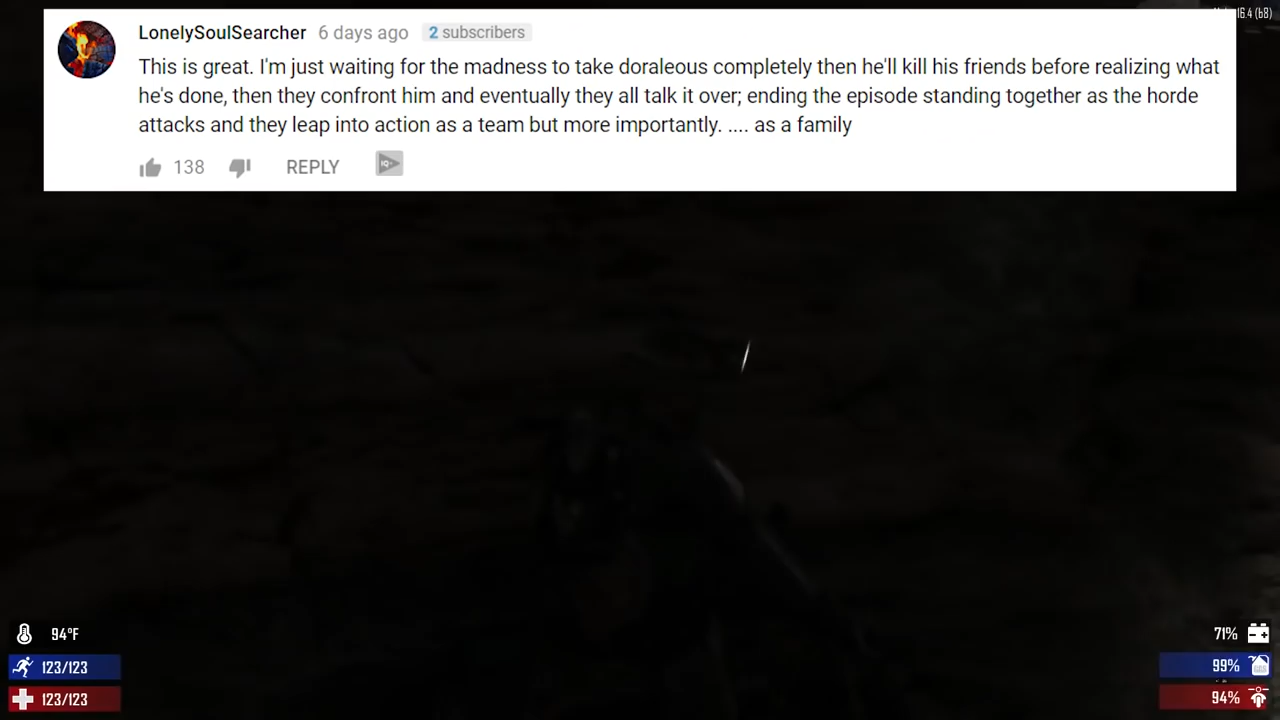 LonelySoulSearcher 6 days ago 2 subscribers
This is great. I'm just waiting for the madness to take doraleous completely then he'll kill his friends before realizing what
he's done, then they confront him and eventually they all talk it over; ending the episode standing together as the horde
attacks and they leap into action as a team but more importantly. .... as a family
138 REPLY
94°F
123/123
123/123
71%
99%
94%